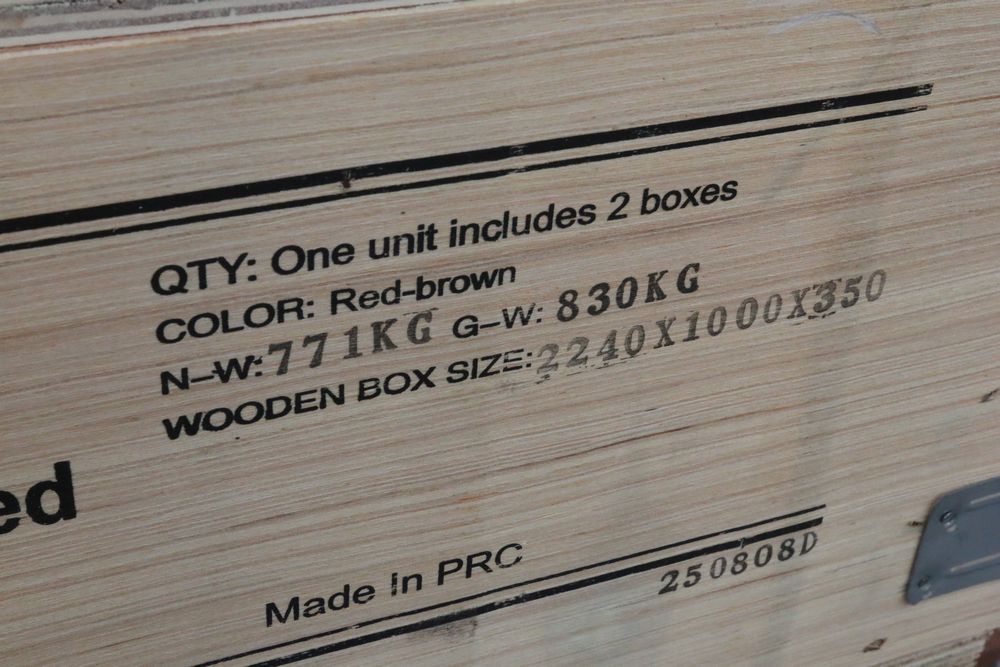 QTY: One unit includes 2 boxes
COLOR: Red-brown
N–W: 771KG G–W: 830KG
WOODEN BOX SIZE: 2240X1000X350
ed
Made In PRC
250808D